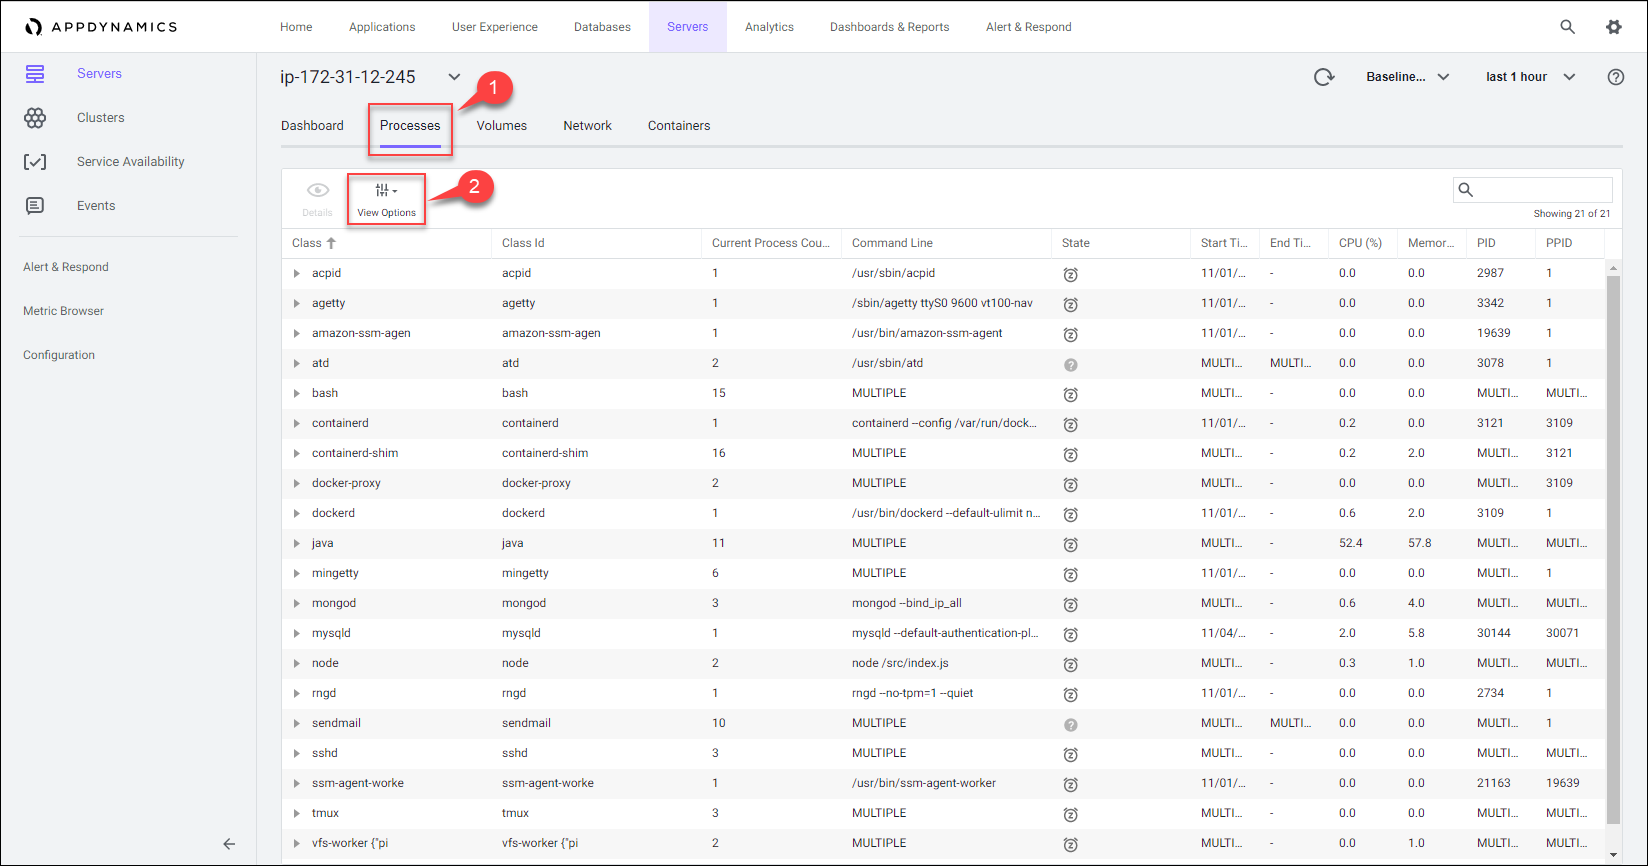 APPDYNAMICS Home Applications User Experience Databases Servers Analytics Dashboards & Reports Alert & Respond
Servers
Clusters
Service Availability
Events
Alert & Respond
Metric Browser
Configuration
ip-172-31-12-245 Baseline... last 1 hour ?
1
Dashboard Processes Volumes Network Containers
2
Details View Options
Showing 21 of 21
Class Class Id Current Process Cou... Command Line State Start Ti... End Ti... CPU (%) Memor... PID PPID
acpid acpid 1 /usr/sbin/acpid z 11/01/... - 0.0 0.0 2987 1
agetty agetty 1 /sbin/agetty ttyS0 9600 vt100-nav z 11/01/... - 0.0 0.0 3342 1
amazon-ssm-agen amazon-ssm-agen 1 /usr/bin/amazon-ssm-agent z 11/01/... - 0.0 0.0 19639 1
atd atd 2 /usr/sbin/atd ? MULTI... MULTI... 0.0 0.0 3078 1
bash bash 15 MULTIPLE z MULTI... - 0.0 0.0 MULTI... MULTI...
containerd containerd 1 containerd --config /var/run/dock... z 11/01/... - 0.2 0.0 3121 3109
containerd-shim containerd-shim 16 MULTIPLE z MULTI... - 0.2 2.0 MULTI... 3121
docker-proxy docker-proxy 2 MULTIPLE z MULTI... - 0.0 0.0 MULTI... 3109
dockerd dockerd 1 /usr/bin/dockerd --default-ulimit n... z 11/01/... - 0.6 2.0 3109 1
java java 11 MULTIPLE z MULTI... - 52.4 57.8 MULTI... MULTI...
mingetty mingetty 6 MULTIPLE z 11/01/... - 0.0 0.0 MULTI... 1
mongod mongod 3 mongod --bind_ip_all z MULTI... - 0.6 4.0 MULTI... MULTI...
mysqld mysqld 1 mysqld --default-authentication-pl... z 11/04/... - 2.0 5.8 30144 30071
node node 2 node /src/index.js z MULTI... - 0.3 1.0 MULTI... MULTI...
rngd rngd 1 rngd --no-tpm=1 --quiet z 11/01/... - 0.0 0.0 2734 1
sendmail sendmail 10 MULTIPLE ? MULTI... MULTI... 0.0 0.0 MULTI... 1
sshd sshd 3 MULTIPLE z MULTI... - 0.0 0.0 MULTI... MULTI...
ssm-agent-worke ssm-agent-worke 1 /usr/bin/ssm-agent-worker z 11/01/... - 0.0 0.0 21163 19639
tmux tmux 3 MULTIPLE z MULTI... - 0.0 0.0 MULTI... MULTI...
vfs-worker {"pi vfs-worker {"pi 2 MULTIPLE z MULTI... - 0.0 1.0 MULTI... MULTI...